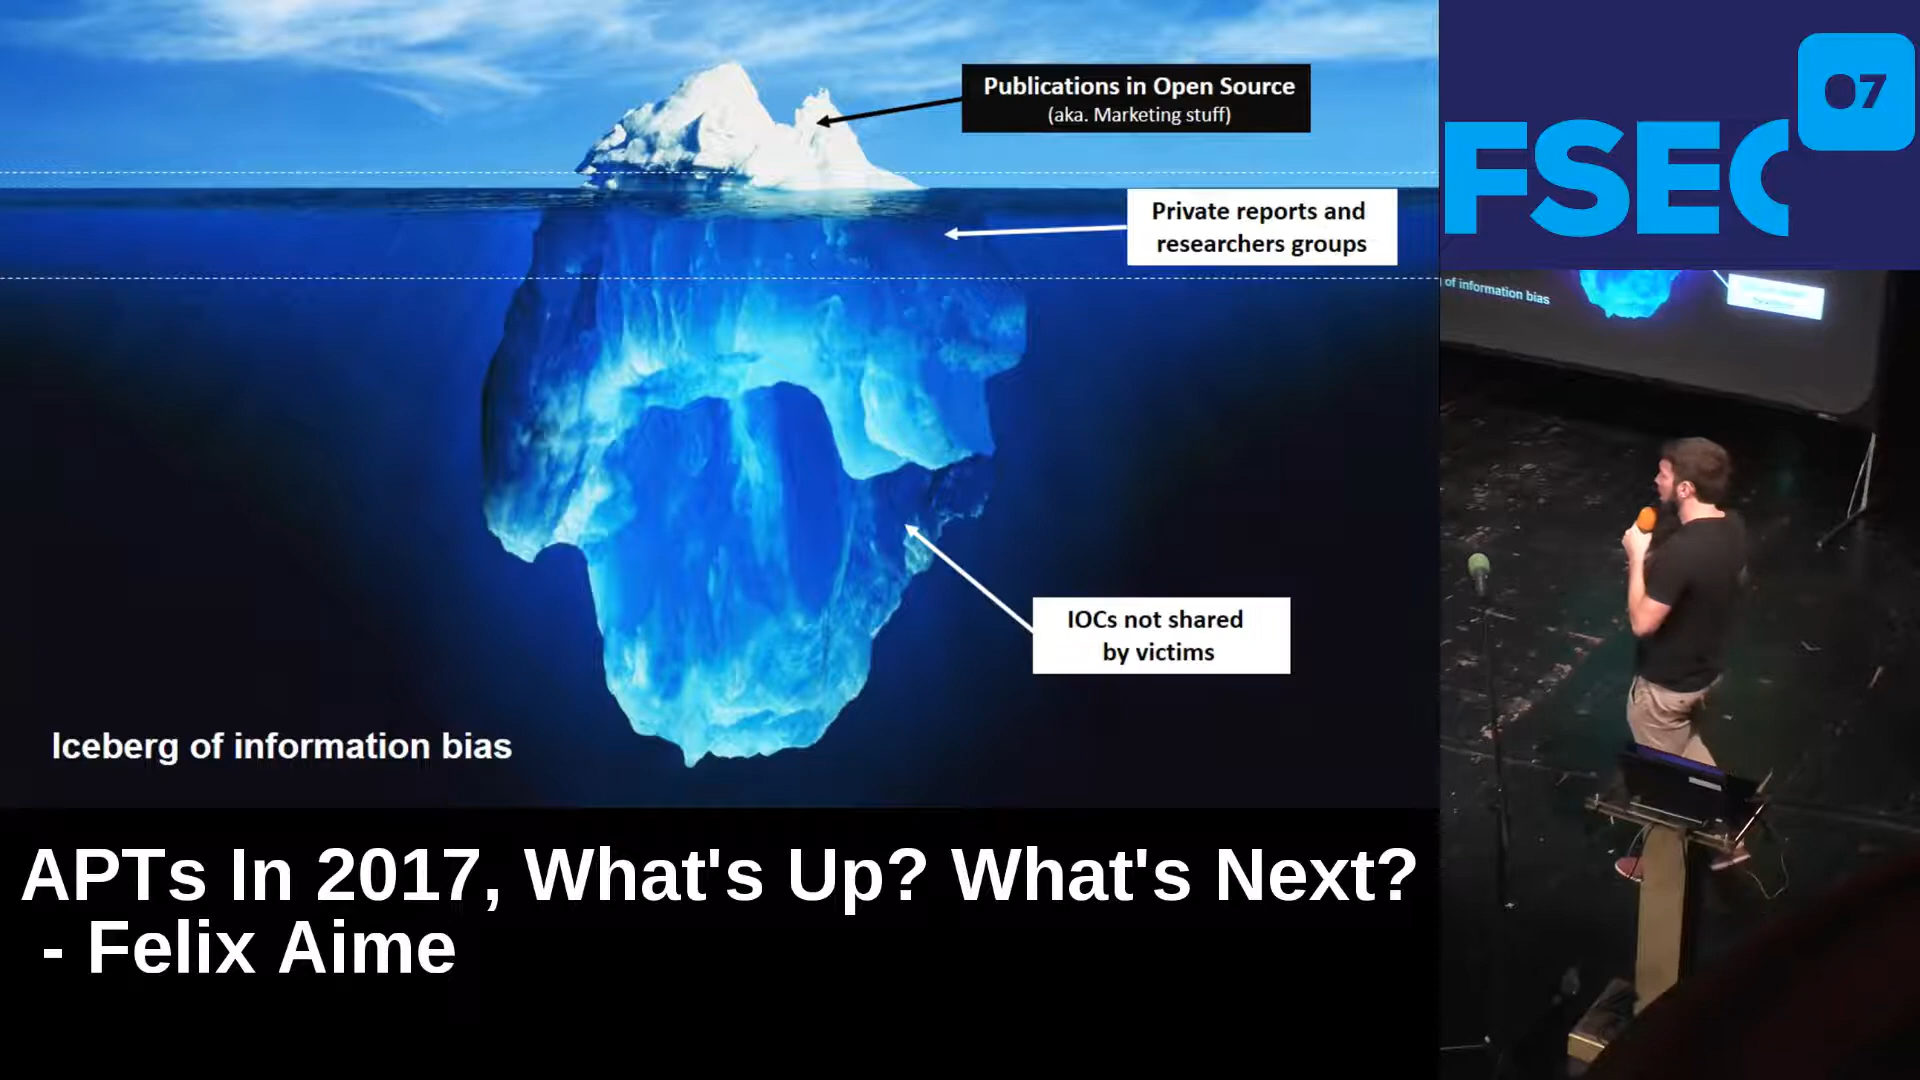 Publications in Open Source
(aka. Marketing stuff)
Private reports and
researchers groups
IOCs not shared
by victims
Iceberg of information bias
07
FSEC
of information bias
APTs In 2017, What's Up? What's Next?
- Felix Aime